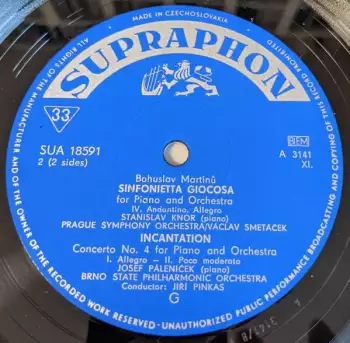 MADE IN CZECHOSLOVAKIA
ALL RIGHTS OF THE MANUFACTURER AND OF THE OWNER OF THE RECORDED WORK RESERVED-UNAUTHORIZED PUBLIC PERFORMANCE BROADCASTING AND COPYING OF THIS RECORD PROHIBITED
SUPRAPHON
33
SUA 18591
2 (2 sides)
BIEM
A 3141
XI.
Bohuslav Martinů
SINFONIETTA GIOCOSA
for Piano and Orchestra
IV. Andantino, Allegro
STANISLAV KNOR (piano)
PRAGUE SYMPHONY ORCHESTRA/VÁCLAV SMETÁČEK
INCANTATION
Concerto No. 4 for Piano and Orchestra
I. Allegro — II. Poco moderato
JOSEF PÁLENÍČEK (piano)
BRNO STATE PHILHARMONIC ORCHESTRA
Conductor: JIŘÍ PINKAS
G